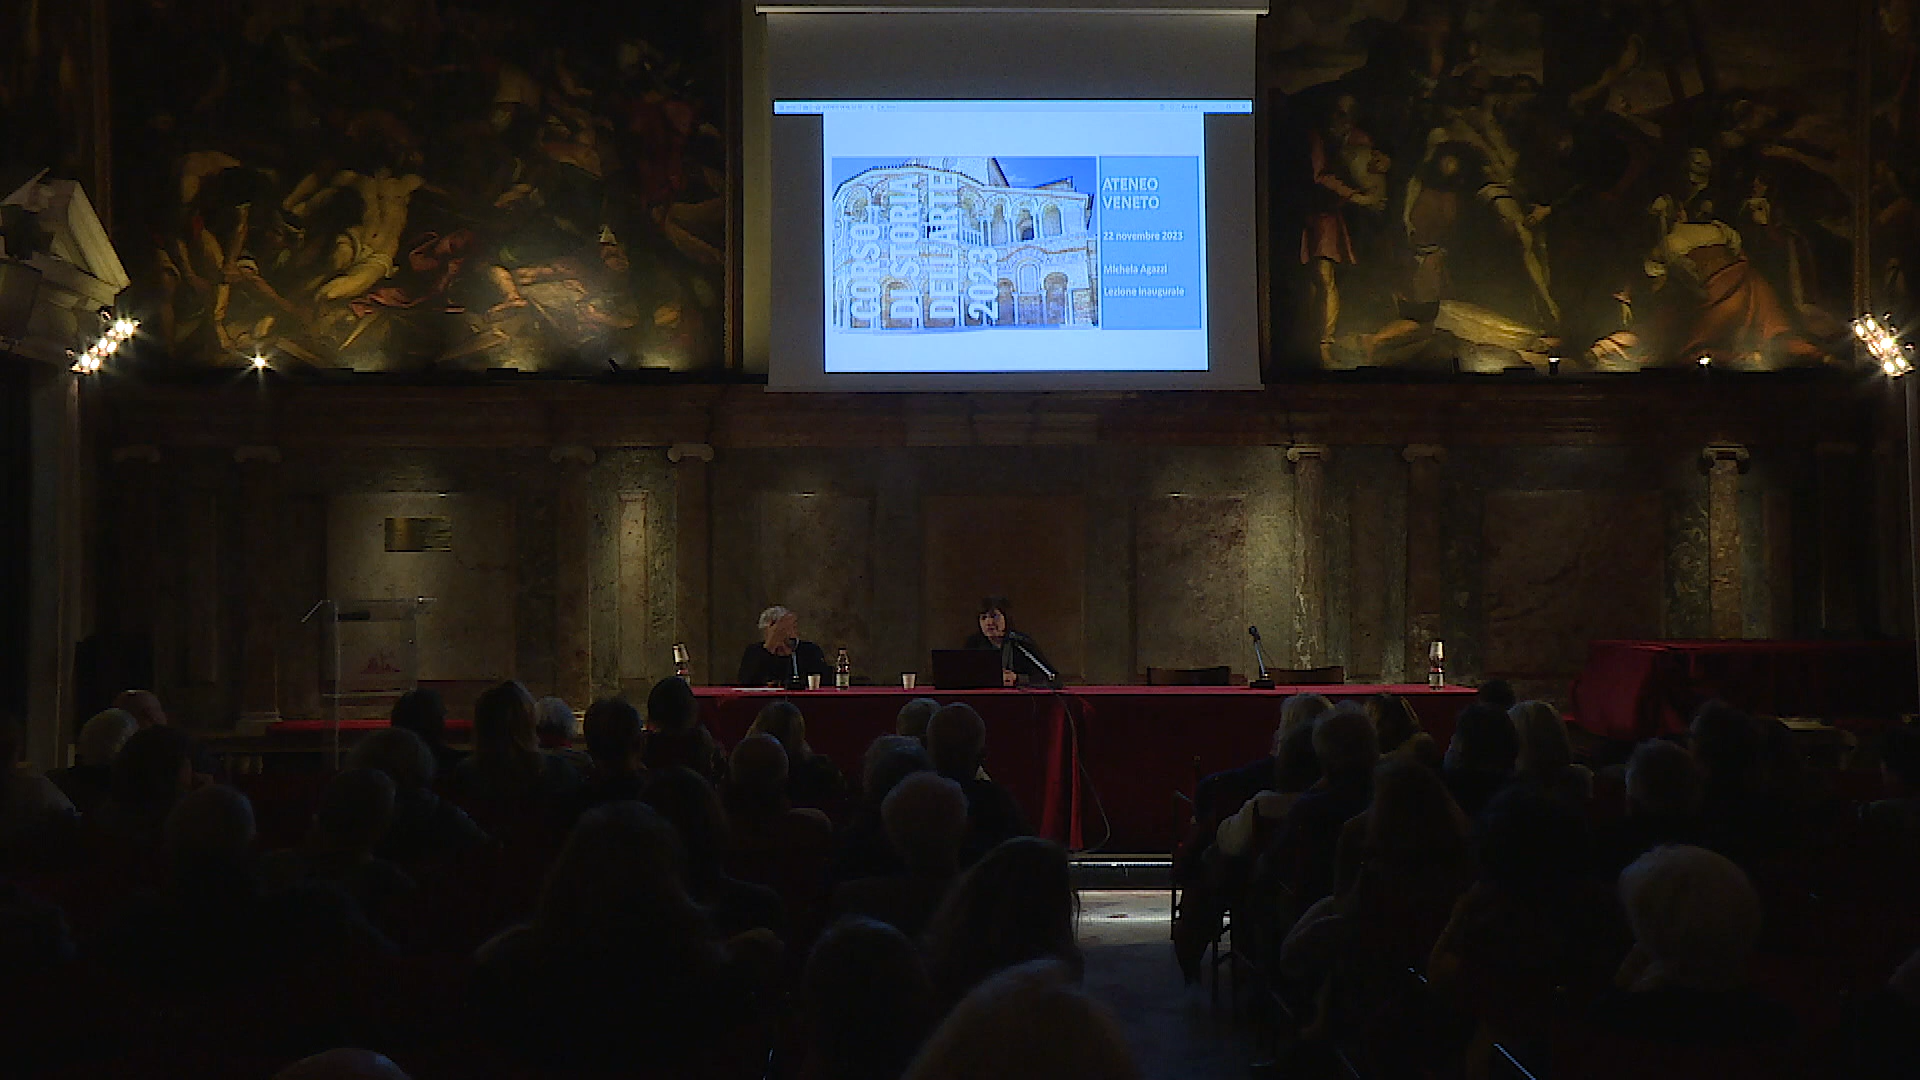 CORSO
DI STORIA
DELL'ARTE
2023
ATENEO
VENETO
22 novembre 2023
Michela Agazzi
Lezione inaugurale